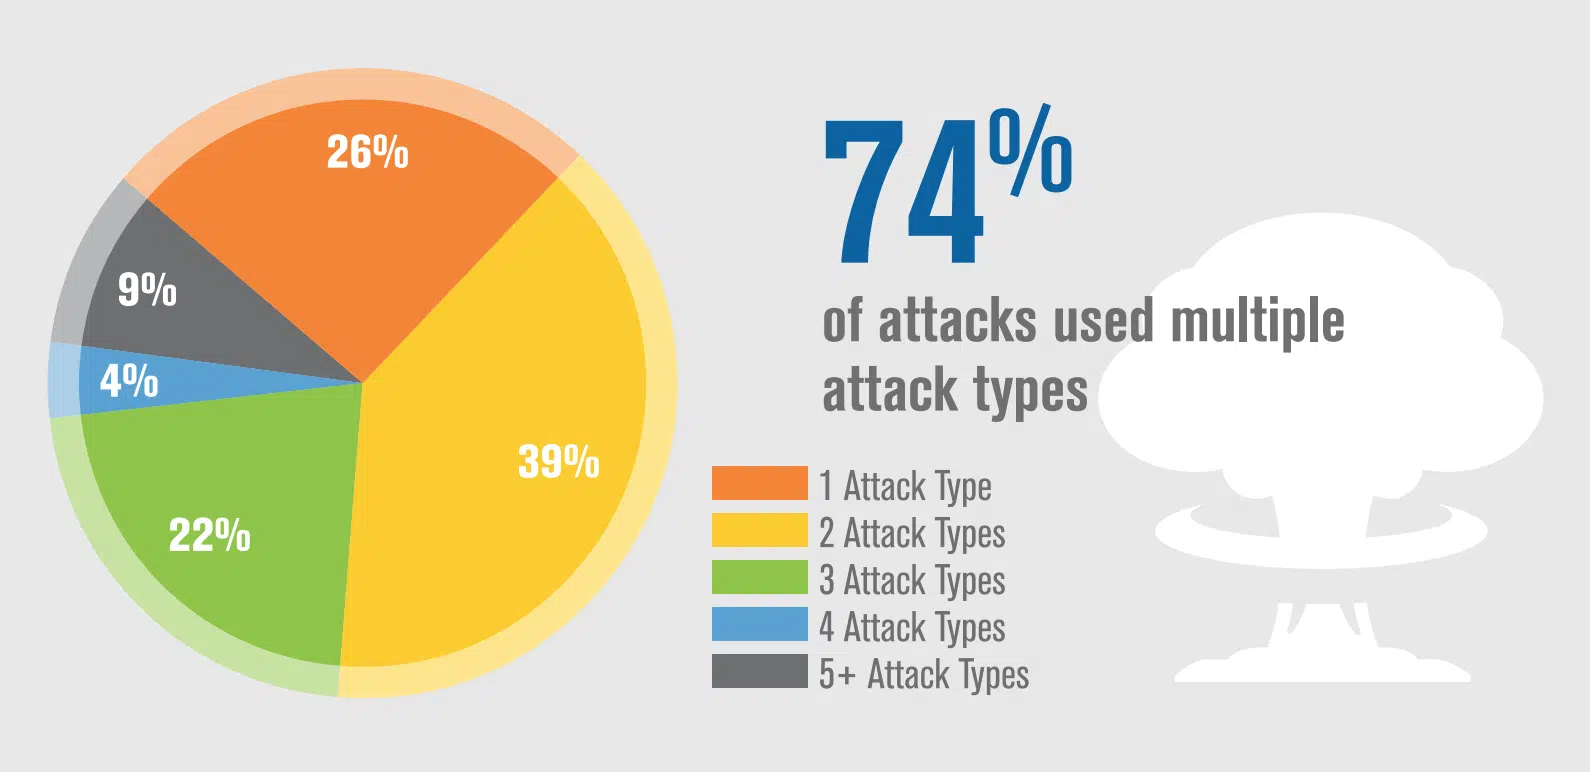 26%
9%
4%
39%
22%
74%
of attacks used multiple
attack types
1 Attack Type
2 Attack Types
3 Attack Types
4 Attack Types
5+ Attack Types